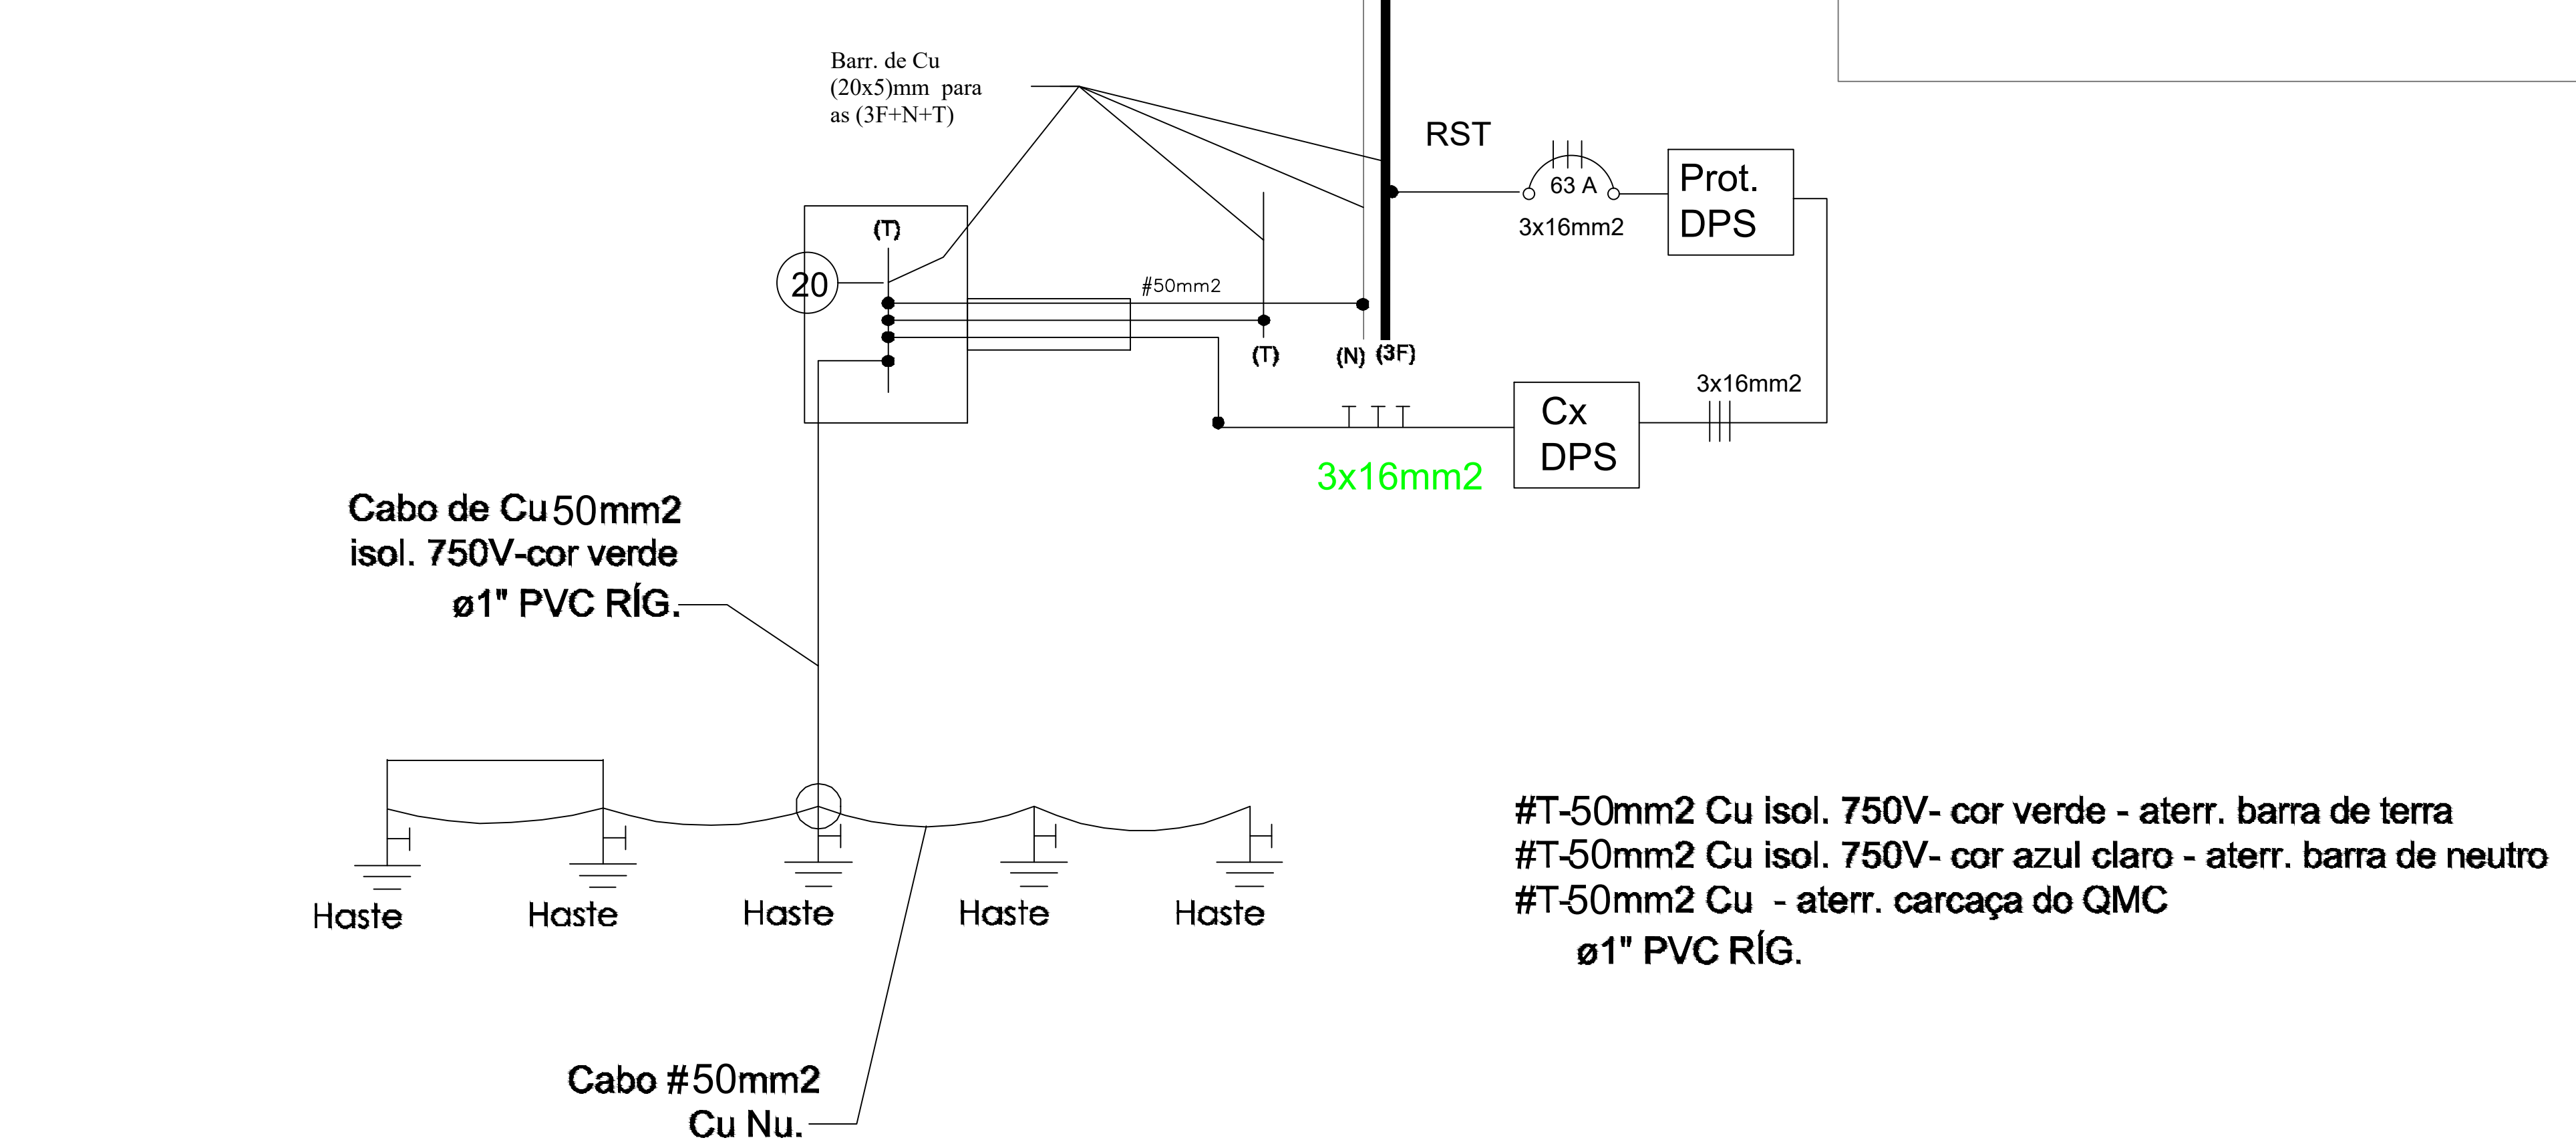 Barr. de Cu
(20x5)mm para
as (3F+N+T)
RST
63 A
3x16mm2
Prot.
DPS
(T)
20
#50mm2
(T)
(N)
(3F)
3x16mm2
Cx
DPS
3x16mm2
Cabo de Cu 50mm2
isol. 750V-cor verde
ø1" PVC RÍG.
Haste
Haste
Haste
Haste
Haste
#T-50mm2 Cu isol. 750V- cor verde - aterr. barra de terra
#T-50mm2 Cu isol. 750V- cor azul claro - aterr. barra de neutro
#T-50mm2 Cu - aterr. carcaça do QMC
ø1" PVC RÍG.
Cabo #50mm2
Cu Nu.